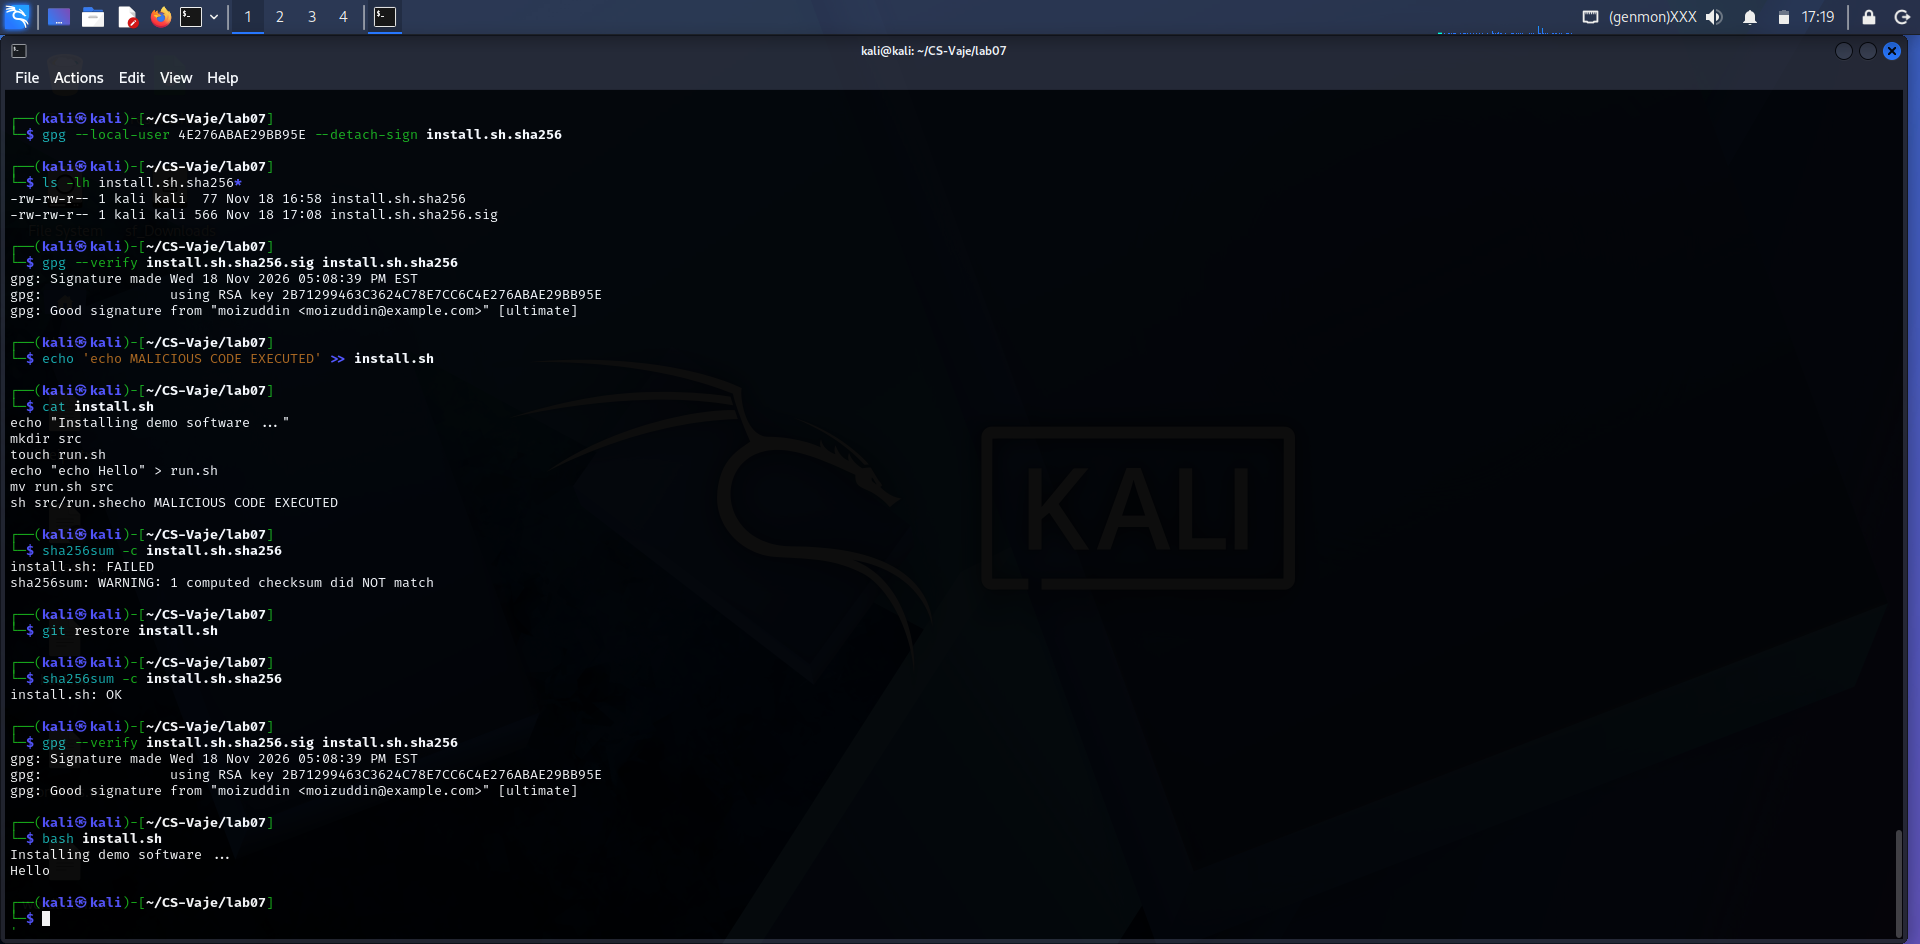 1 2 3 4 (genmon)XXX 17:19
kali@kali: ~/CS-Vaje/lab07
File Actions Edit View Help
┌──(kali㉿kali)-[~/CS-Vaje/lab07]
└─$ gpg --local-user 4E276ABAE29BB95E --detach-sign install.sh.sha256
┌──(kali㉿kali)-[~/CS-Vaje/lab07]
└─$ ls -lh install.sh.sha256*
-rw-rw-r-- 1 kali kali  77 Nov 18 16:58 install.sh.sha256
-rw-rw-r-- 1 kali kali 566 Nov 18 17:08 install.sh.sha256.sig
File System
sf_Downloads
┌──(kali㉿kali)-[~/CS-Vaje/lab07]
└─$ gpg --verify install.sh.sha256.sig install.sh.sha256
gpg: Signature made Wed 18 Nov 2026 05:08:39 PM EST
gpg:                using RSA key 2B71299463C3624C78E7CC6C4E276ABAE29BB95E
gpg: Good signature from "moizuddin <moizuddin@example.com>" [ultimate]
┌──(kali㉿kali)-[~/CS-Vaje/lab07]
└─$ echo 'echo MALICIOUS CODE EXECUTED' >> install.sh
┌──(kali㉿kali)-[~/CS-Vaje/lab07]
└─$ cat install.sh
echo "Installing demo software ..."
mkdir src
touch run.sh
echo "echo Hello" > run.sh
mv run.sh src
sh src/run.shecho MALICIOUS CODE EXECUTED
KALI
┌──(kali㉿kali)-[~/CS-Vaje/lab07]
└─$ sha256sum -c install.sh.sha256
install.sh: FAILED
sha256sum: WARNING: 1 computed checksum did NOT match
┌──(kali㉿kali)-[~/CS-Vaje/lab07]
└─$ git restore install.sh
┌──(kali㉿kali)-[~/CS-Vaje/lab07]
└─$ sha256sum -c install.sh.sha256
install.sh: OK
┌──(kali㉿kali)-[~/CS-Vaje/lab07]
└─$ gpg --verify install.sh.sha256.sig install.sh.sha256
gpg: Signature made Wed 18 Nov 2026 05:08:39 PM EST
gpg:                using RSA key 2B71299463C3624C78E7CC6C4E276ABAE29BB95E
gpg: Good signature from "moizuddin <moizuddin@example.com>" [ultimate]
┌──(kali㉿kali)-[~/CS-Vaje/lab07]
└─$ bash install.sh
Installing demo software ...
Hello
┌──(kali㉿kali)-[~/CS-Vaje/lab07]
└─$